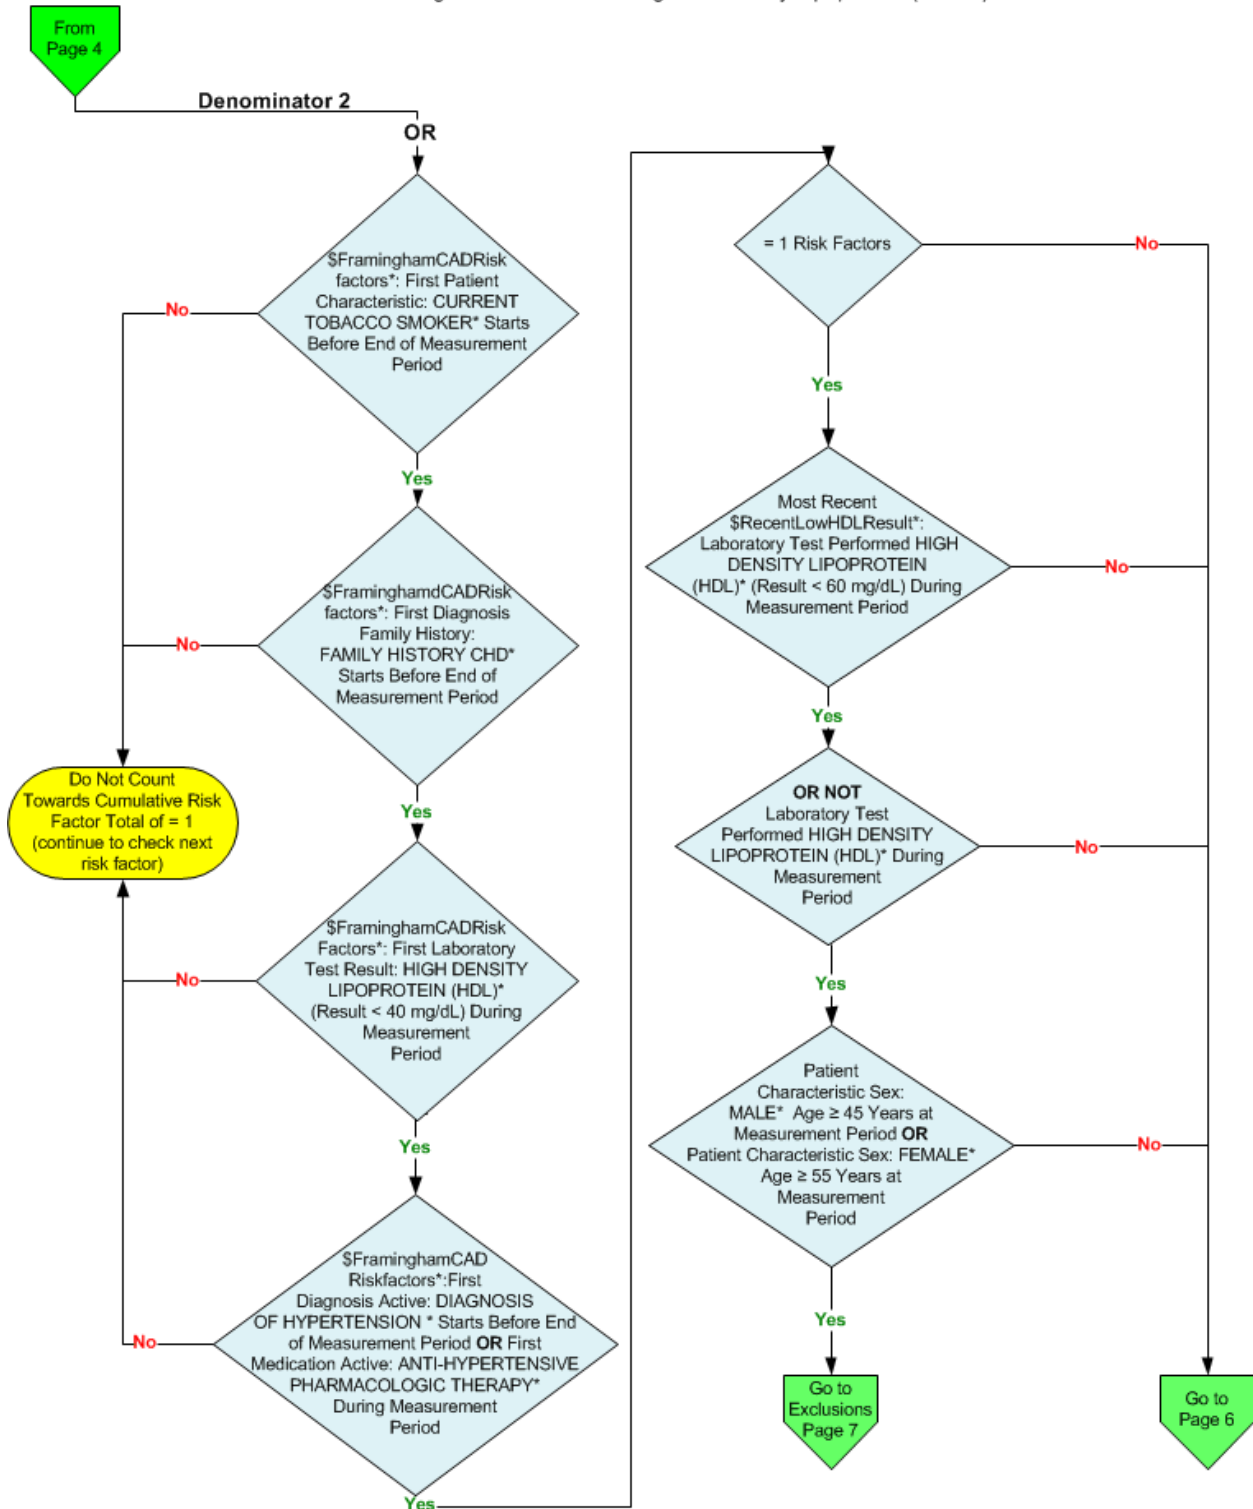 From
Page 4
Denominator 2
OR
$FraminghamCADRisk
factors*: First Patient
Characteristic: CURRENT
TOBACCO SMOKER* Starts
Before End of Measurement
Period
No
Yes
$FraminghamdCADRisk
factors*: First Diagnosis
Family History:
FAMILY HISTORY CHD*
Starts Before End of
Measurement Period
No
Yes
Do Not Count
Towards Cumulative Risk
Factor Total of = 1
(continue to check next
risk factor)
$FraminghamCADRisk
Factors*: First Laboratory
Test Result: HIGH DENSITY
LIPOPROTEIN (HDL)*
(Result < 40 mg/dL) During
Measurement
Period
No
Yes
$FraminghamCAD
Riskfactors*:First
Diagnosis Active: DIAGNOSIS
OF HYPERTENSION * Starts Before End
of Measurement Period OR First
Medication Active: ANTI-HYPERTENSIVE
PHARMACOLOGIC THERAPY*
During Measurement
Period
No
Yes
= 1 Risk Factors
No
Yes
Most Recent
$RecentLowHDLResult*:
Laboratory Test Performed HIGH
DENSITY LIPOPROTEIN
(HDL)* (Result < 60 mg/dL) During
Measurement Period
No
Yes
OR NOT
Laboratory Test
Performed HIGH DENSITY
LIPOPROTEIN (HDL)* During
Measurement
Period
No
Yes
Patient
Characteristic Sex:
MALE* Age ≥ 45 Years at
Measurement Period OR
Patient Characteristic Sex: FEMALE*
Age ≥ 55 Years at
Measurement
Period
No
Yes
Go to
Exclusions
Page 7
Go to
Page 6